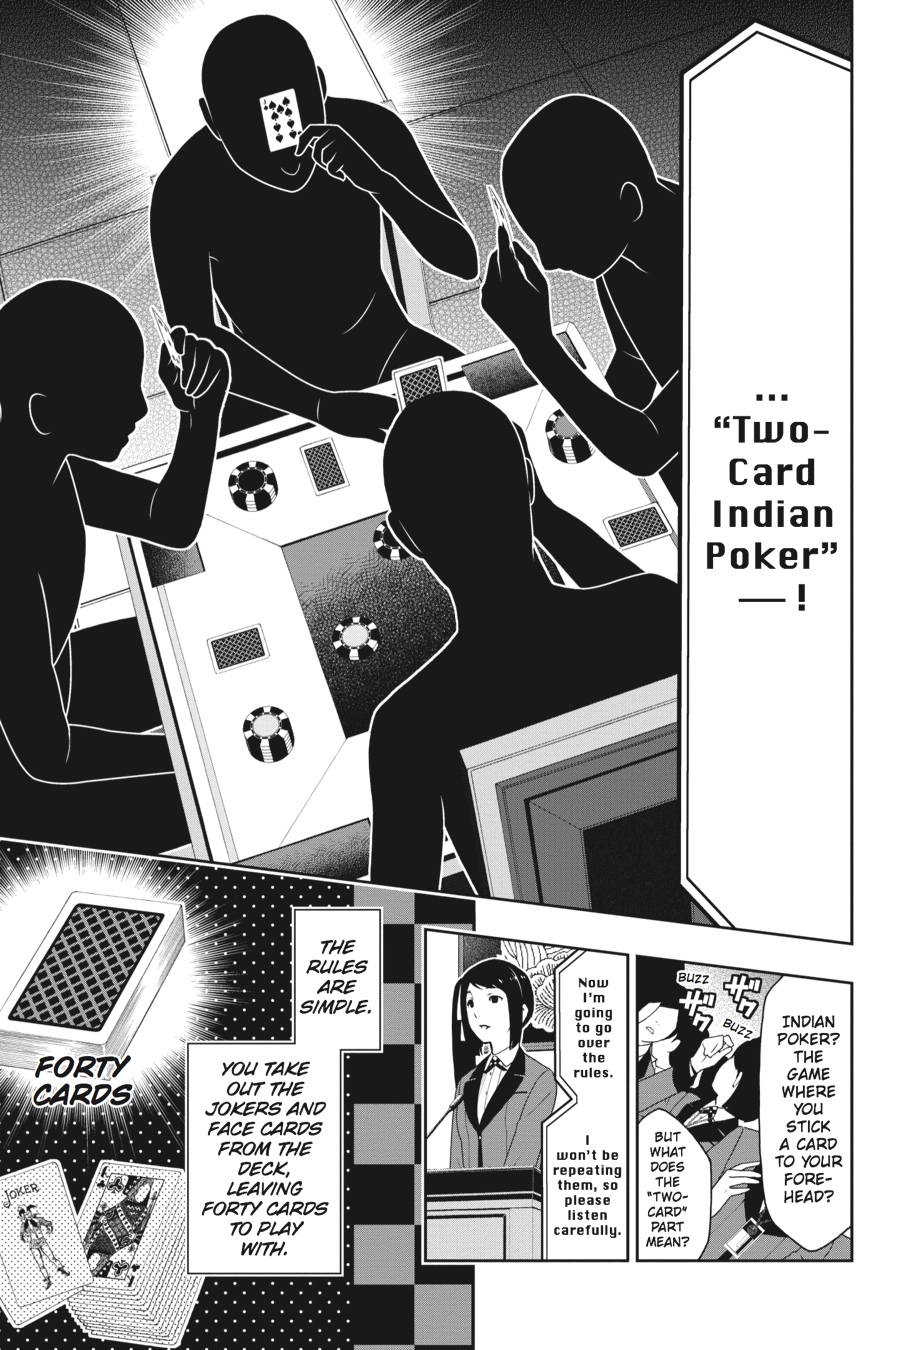 ...
“Two-
Card
Indian
Poker”
—!
INDIAN
POKER?
THE
GAME
WHERE
YOU
STICK
A CARD
TO YOUR
FORE-
HEAD?
BUZZ
ザワ
ザワ
BUZZ
BUT
WHAT
DOES
THE
“TWO-
CARD”
PART
MEAN?
Now
I’m
going
to go
over
the
rules.
I
won’t be
repeating
them, so
please
listen
carefully.
THE
RULES
ARE
SIMPLE.
YOU TAKE
OUT THE
JOKERS AND
FACE CARDS
FROM THE
DECK,
LEAVING
FORTY CARDS
TO PLAY
WITH.
FORTY
CARDS
JOKER